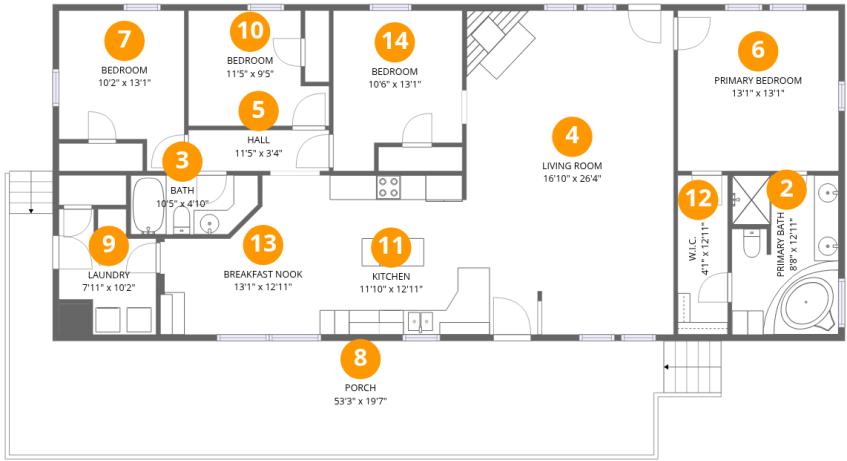 7
BEDROOM
10'2" x 13'1"
10
BEDROOM
11'5" x 9'5"
14
BEDROOM
10'6" x 13'1"
6
PRIMARY BEDROOM
13'1" x 13'1"
5
HALL
11'5" x 3'4"
4
LIVING ROOM
16'10" x 26'4"
3
BATH
10'5" x 4'10"
2
PRIMARY BATH
8'8" x 12'11"
12
W.I.C.
4'1" x 12'11"
9
LAUNDRY
7'11" x 10'2"
13
BREAKFAST NOOK
13'1" x 12'11"
11
KITCHEN
11'10" x 12'11"
8
PORCH
53'3" x 19'7"